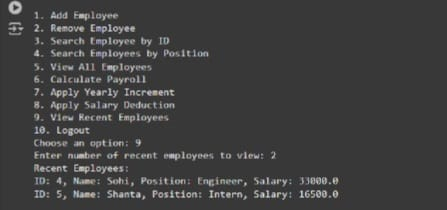 1. Add Employee
2. Remove Employee
3. Search Employee by ID
4. Search Employees by Position
5. View All Employees
6. Calculate Payroll
7. Apply Yearly Increment
8. Apply Salary Deduction
9. View Recent Employees
10. Logout
Choose an option: 9
Enter number of recent employees to view: 2
Recent Employees:
ID: 4, Name: Sohi, Position: Engineer, Salary: 33000.0
ID: 5, Name: Shanta, Position: Intern, Salary: 16500.0